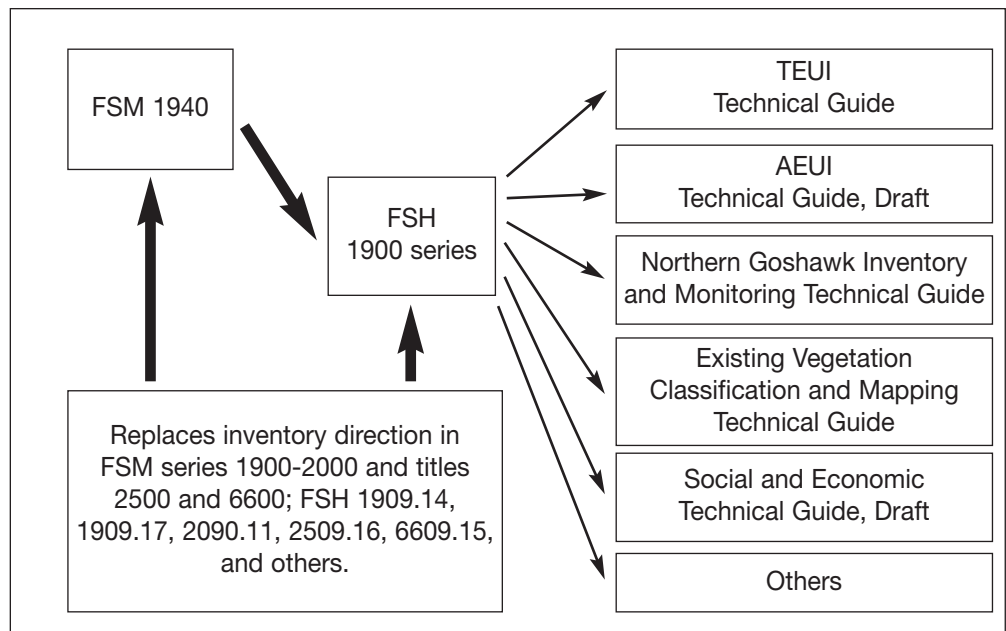 FSM 1940
FSH
1900 series
Replaces inventory direction in
FSM series 1900-2000 and titles
2500 and 6600; FSH 1909.14,
1909.17, 2090.11, 2509.16, 6609.15,
and others.
TEUI
Technical Guide
AEUI
Technical Guide, Draft
Northern Goshawk Inventory
and Monitoring Technical Guide
Existing Vegetation
Classification and Mapping
Technical Guide
Social and Economic
Technical Guide, Draft
Others